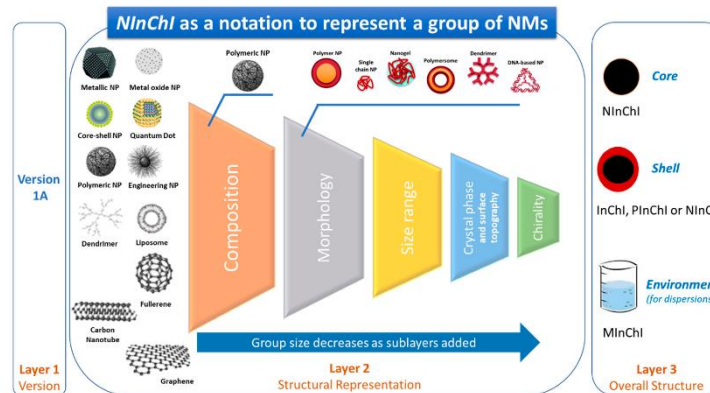 NInChI as a notation to represent a group of NMs
Version
1A
Layer 1
Version
Metallic NP
Metal oxide NP
Core-shell NP
Quantum Dot
Polymeric NP
Engineering NP
Dendrimer
Liposome
Fullerene
Carbon
Nanotube
Graphene
Polymeric NP
Polymer NP
Single
chain NP
Nanogel
Polymersome
Dendrimer
DNA-based NP
Composition
Morphology
Size range
Crystal phase
and surface
topography
Chirality
Group size decreases as sublayers added
Layer 2
Structural Representation
Core
NInChI
Shell
InChI, PInChI or NInC
Environmen
(for dispersions
MInChI
Layer 3
Overall Structure